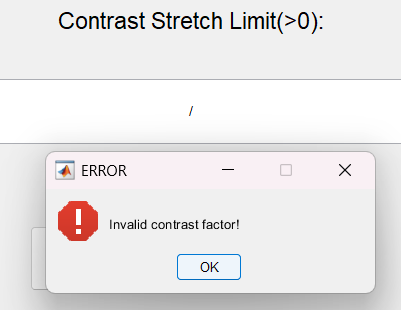 Contrast Stretch Limit(>0):
/
ERROR
Invalid contrast factor!
OK